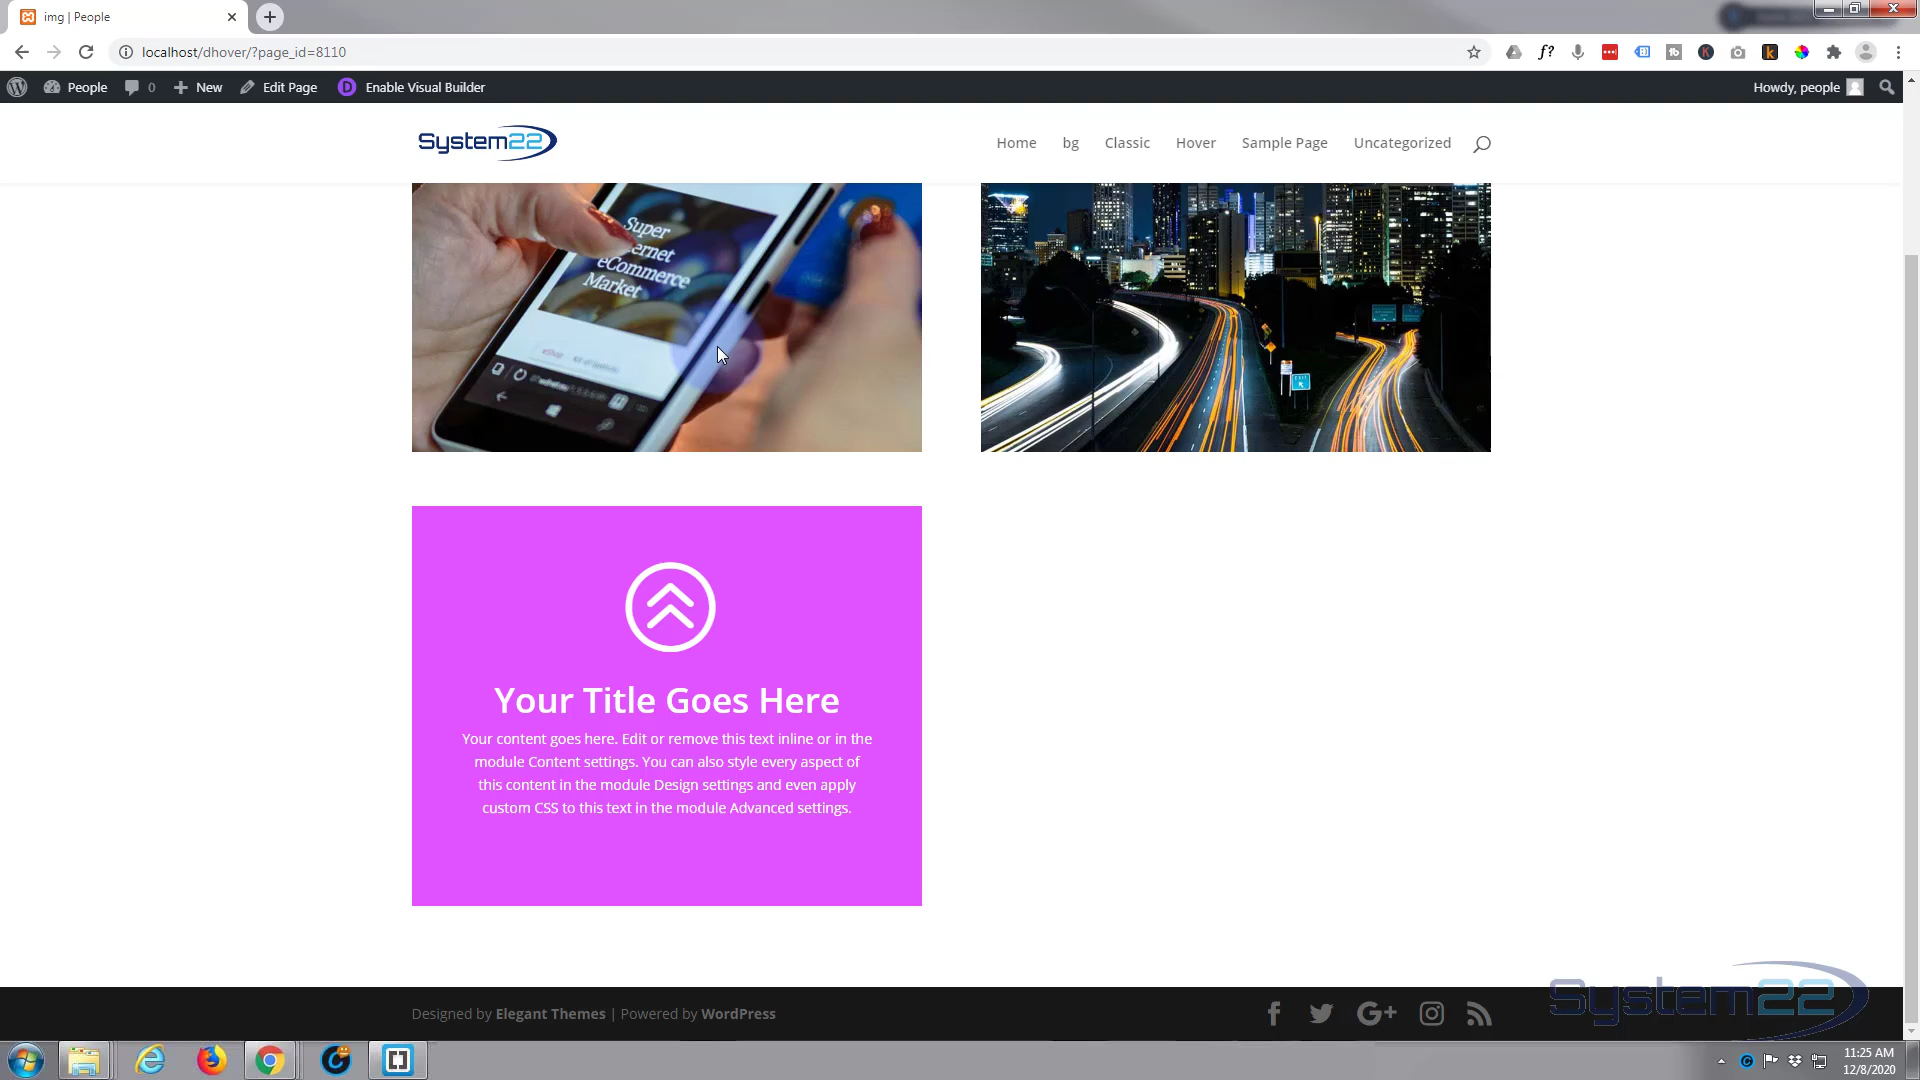 img | People
localhost/dhover/?page_id=8110
f?
People 0 New Edit Page D Enable Visual Builder
Howdy, people
System22
Home bg Classic Hover Sample Page Uncategorized
Super
eCommerce
Market
EXIT
Your Title Goes Here
Your content goes here. Edit or remove this text inline or in the
module Content settings. You can also style every aspect of
this content in the module Design settings and even apply
custom CSS to this text in the module Advanced settings.
Designed by Elegant Themes | Powered by WordPress
System22
11:25 AM
12/8/2020